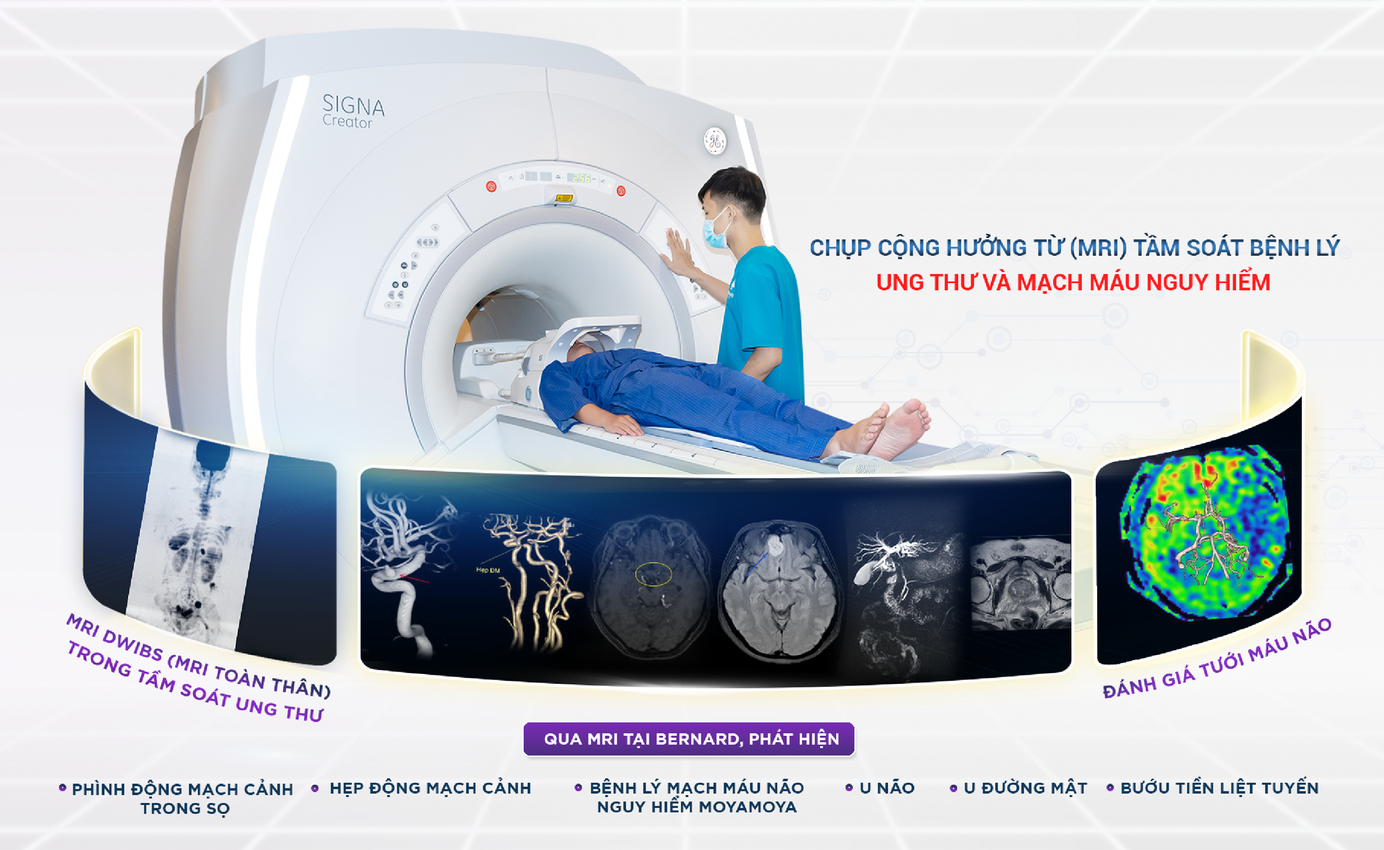 SIGNA
Creator
256
CHỤP CỘNG HƯỞNG TỪ (MRI) TẦM SOÁT BỆNH LÝ
UNG THƯ VÀ MẠCH MÁU NGUY HIỂM
Hẹp ĐM
MRI DWIBS (MRI TOÀN THÂN)
TRONG TẦM SOÁT UNG THƯ
ĐÁNH GIÁ TƯỚI MÁU NÃO
QUA MRI TẠI BERNARD, PHÁT HIỆN
PHÌNH ĐỘNG MẠCH CẢNH
TRONG SỌ
HẸP ĐỘNG MẠCH CẢNH
BỆNH LÝ MẠCH MÁU NÃO
NGUY HIỂM MOYAMOYA
U NÃO
U ĐƯỜNG MẬT
BƯỚU TIỀN LIỆT TUYẾN